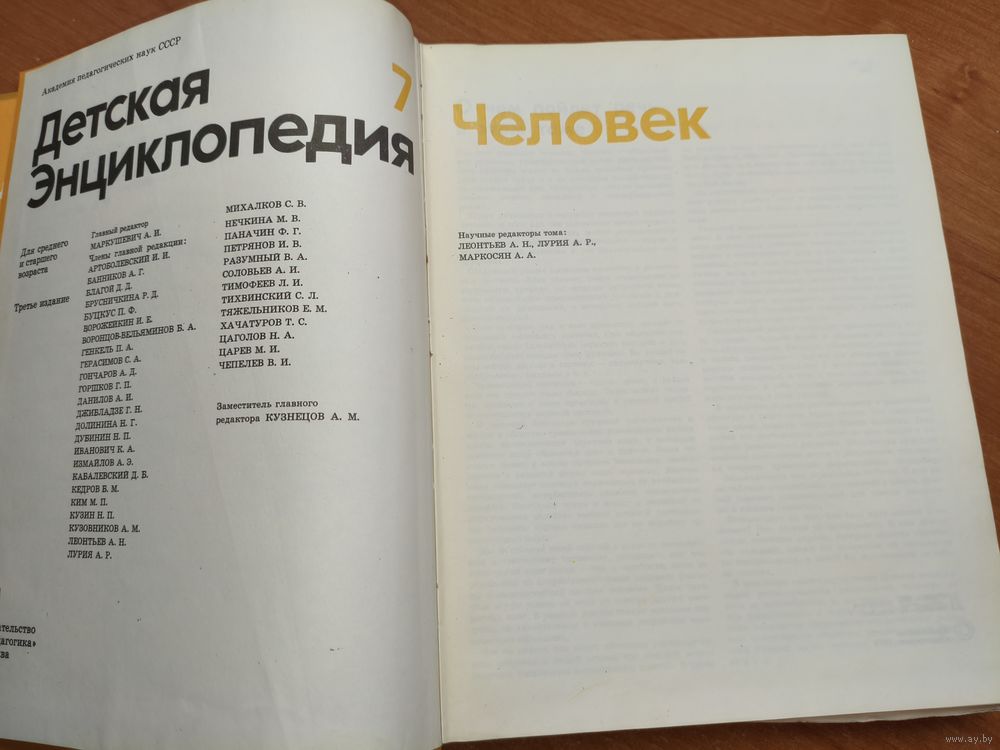 Академия педагогических наук СССР
Детская
Энциклопедия
7
Для среднего
и старшего
возраста
Третье издание
Главный редактор
МАРКУШЕВИЧ А. И.
Члены главной редакции:
АРТОБОЛЕВСКИЙ И. И.
БАННИКОВ А. Г.
БЛАГОЙ Д. Д.
БРУСНИЧКИНА Р. Д.
БУЦКУС П. Ф.
ВОРОЖЕЙКИН И. Е.
ВОРОНЦОВ-ВЕЛЬЯМИНОВ Б. А.
ГЕНКЕЛЬ П. А.
ГЕРАСИМОВ С. А.
ГОНЧАРОВ А. Д.
ГОРШКОВ Г. П.
ДАНИЛОВ А. И.
ДЖИБЛАДЗЕ Г. Н.
ДОЛИНИНА Н. Г.
ДУБИНИН Н. П.
ИВАНОВИЧ К. А.
ИЗМАЙЛОВ А. Э.
КАБАЛЕВСКИЙ Д. Б.
КЕДРОВ Б. М.
КИМ М. П.
КУЗИН Н. П.
КУЗОВНИКОВ А. М.
ЛЕОНТЬЕВ А. Н.
ЛУРИЯ А. Р.
МИХАЛКОВ С. В.
НЕЧКИНА М. В.
ПАНАЧИН Ф. Г.
ПЕТРЯНОВ И. В.
РАЗУМНЫЙ В. А.
СОЛОВЬЕВ А. И.
ТИМОФЕЕВ Л. И.
ТИХВИНСКИЙ С. Л.
ТЯЖЕЛЬНИКОВ Е. М.
ХАЧАТУРОВ Т. С.
ЦАГОЛОВ Н. А.
ЦАРЕВ М. И.
ЧЕПЕЛЕВ В. И.
Заместитель главного
редактора КУЗНЕЦОВ А. М.
тельство
дагогика»
ва
Человек
Научные редакторы тома:
ЛЕОНТЬЕВ А. Н., ЛУРИЯ А. Р.,
МАРКОСЯН А. А.
www.ay.by